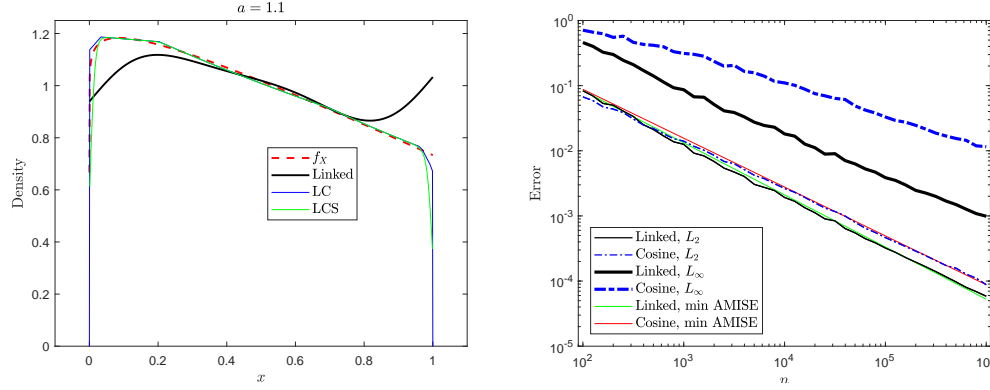 a = 1.1
Density
1.2
1
0.8
0.6
0.4
0.2
0
0
0.2
0.4
0.6
0.8
1
x
f_X
Linked
LC
LCS
Error
10^0
10^-1
10^-2
10^-3
10^-4
10^-5
10^2
10^3
10^4
10^5
n
Linked, L_2
Cosine, L_2
Linked, L_∞
Cosine, L_∞
Linked, min AMISE
Cosine, min AMISE